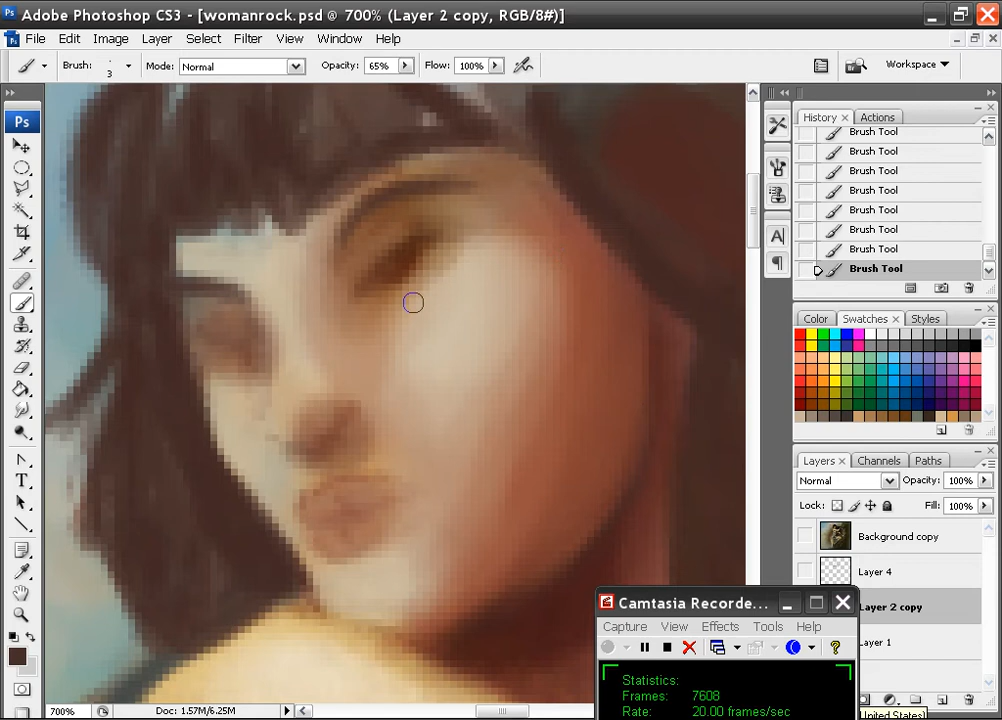 Ps Adobe Photoshop CS3 - [womanrock.psd @ 700% (Layer 2 copy, RGB/8#)]
Ps File Edit Image Layer Select Filter View Window Help
Brush: 3 Mode: Normal Opacity: 65% Flow: 100% Workspace
Ps
T
A
History Actions
Brush Tool
Brush Tool
Brush Tool
Brush Tool
Brush Tool
Brush Tool
Brush Tool
Brush Tool
Color Swatches Styles
Layers Channels Paths
Normal Opacity: 100%
Lock: Fill: 100%
Background copy
Layer 4
Layer 2 copy
Layer 1
Camtasia Recorde...
Capture View Effects Tools Help
Statistics:
Frames: 7608
Rate: 20.00 frames/sec
700% Doc: 1.57M/6.25M
United States]